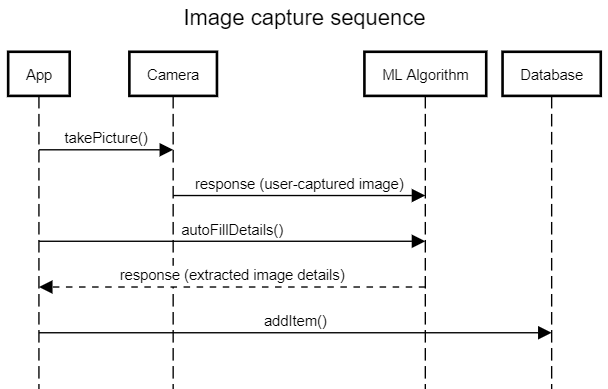 Image capture sequence
App
Camera
ML Algorithm
Database
takePicture()
response (user-captured image)
autoFillDetails()
response (extracted image details)
addItem()